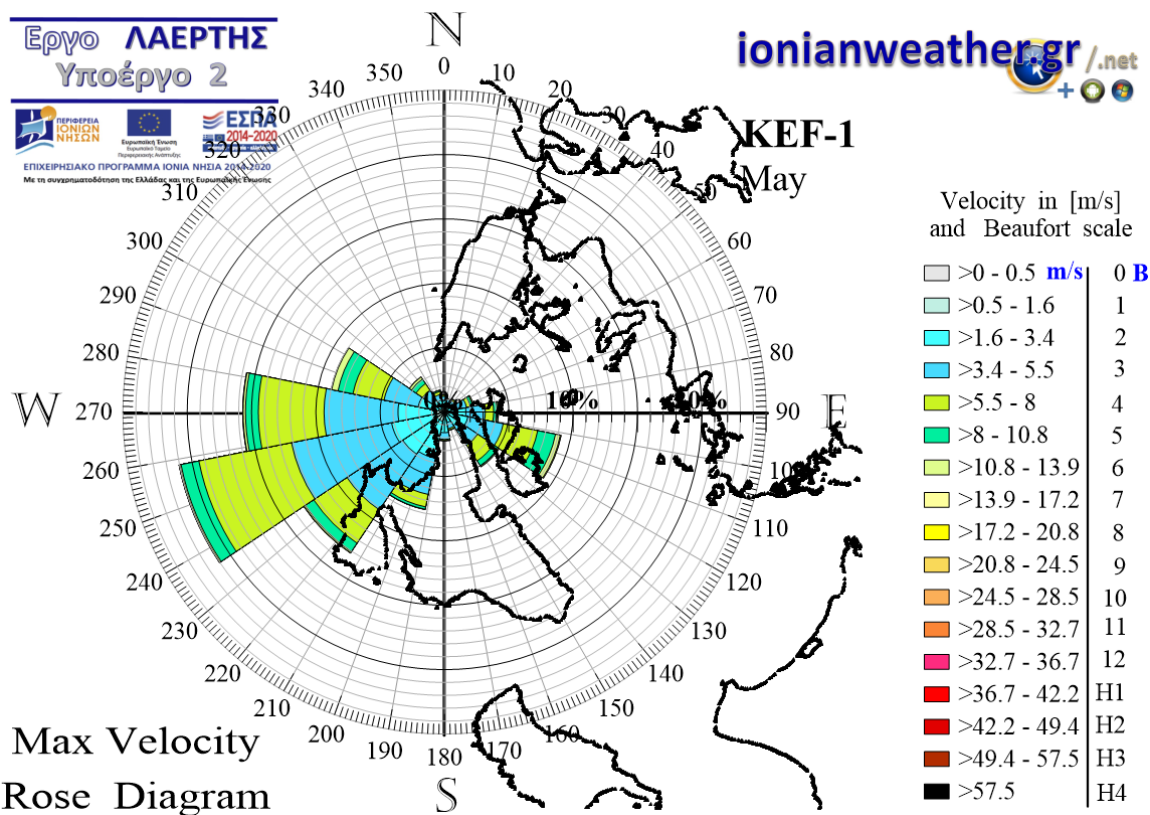 Εργο ΛΑΕΡΤΗΣ
Υποέργο 2
ΠΕΡΙΦΕΡΕΙΑ
ΙΟΝΙΩΝ
ΝΗΣΩΝ
Ευρωπαϊκή Ένωση
Ευρωπαϊκό Ταμείο
Περιφερειακής Ανάπτυξης
ΕΣΠΑ
2014-2020
ΕΠΙΧΕΙΡΗΣΙΑΚΟ ΠΡΟΓΡΑΜΜΑ ΙΟΝΙΑ ΝΗΣΙΑ 2014-2020
Με τη συγχρηματοδότηση της Ελλάδας και της Ευρωπαϊκής Ένωσης
ionianweather.gr /.net
+
KEF-1
May
N
0
10
20
30
40
50
60
70
80
90
E
100
110
120
130
140
150
160
170
180
S
190
200
210
220
230
240
250
260
270
W
280
290
300
310
320
330
340
350
0% 10% 20%
Velocity in [m/s]
and Beaufort scale
>0 - 0.5 m/s 0 B
>0.5 - 1.6 1
>1.6 - 3.4 2
>3.4 - 5.5 3
>5.5 - 8 4
>8 - 10.8 5
>10.8 - 13.9 6
>13.9 - 17.2 7
>17.2 - 20.8 8
>20.8 - 24.5 9
>24.5 - 28.5 10
>28.5 - 32.7 11
>32.7 - 36.7 12
>36.7 - 42.2 H1
>42.2 - 49.4 H2
>49.4 - 57.5 H3
>57.5 H4
Max Velocity
Rose Diagram